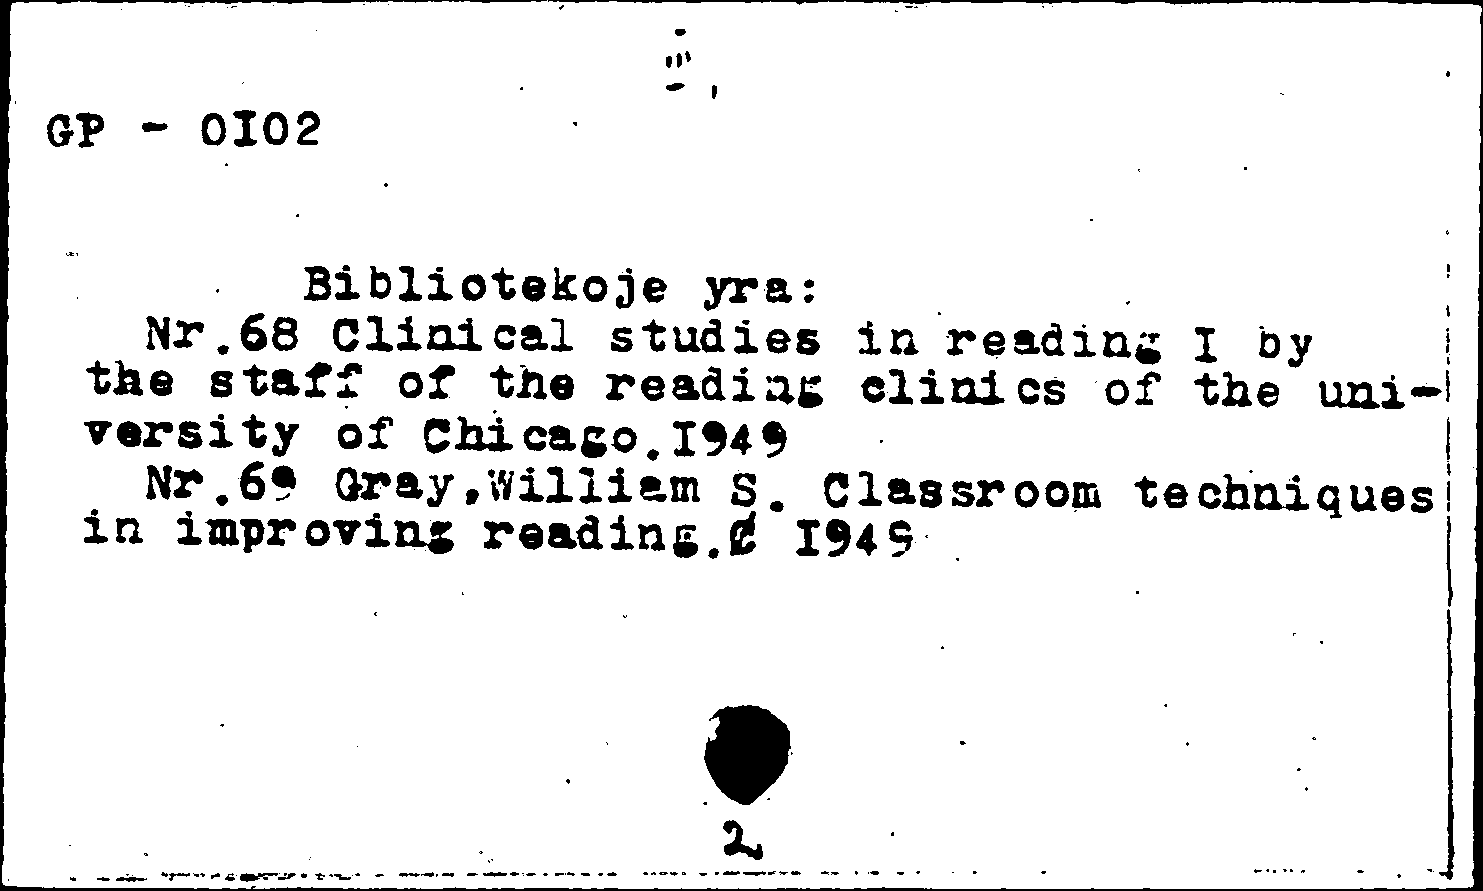 GP - 0I02
Bibliotekoje yra:
Nr.68 Clinical studies in reading I by
the staff of the reading clinics of the uni-
versity of Chicago.I949
Nr.69 Gray,William S. Classroom techniques
in improving reading. I949
2